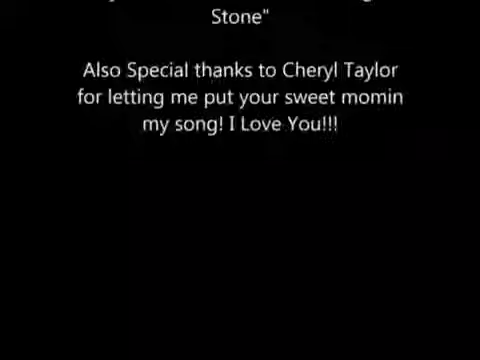 Stone"
Also Special thanks to Cheryl Taylor
for letting me put your sweet momin
my song! I Love You!!!